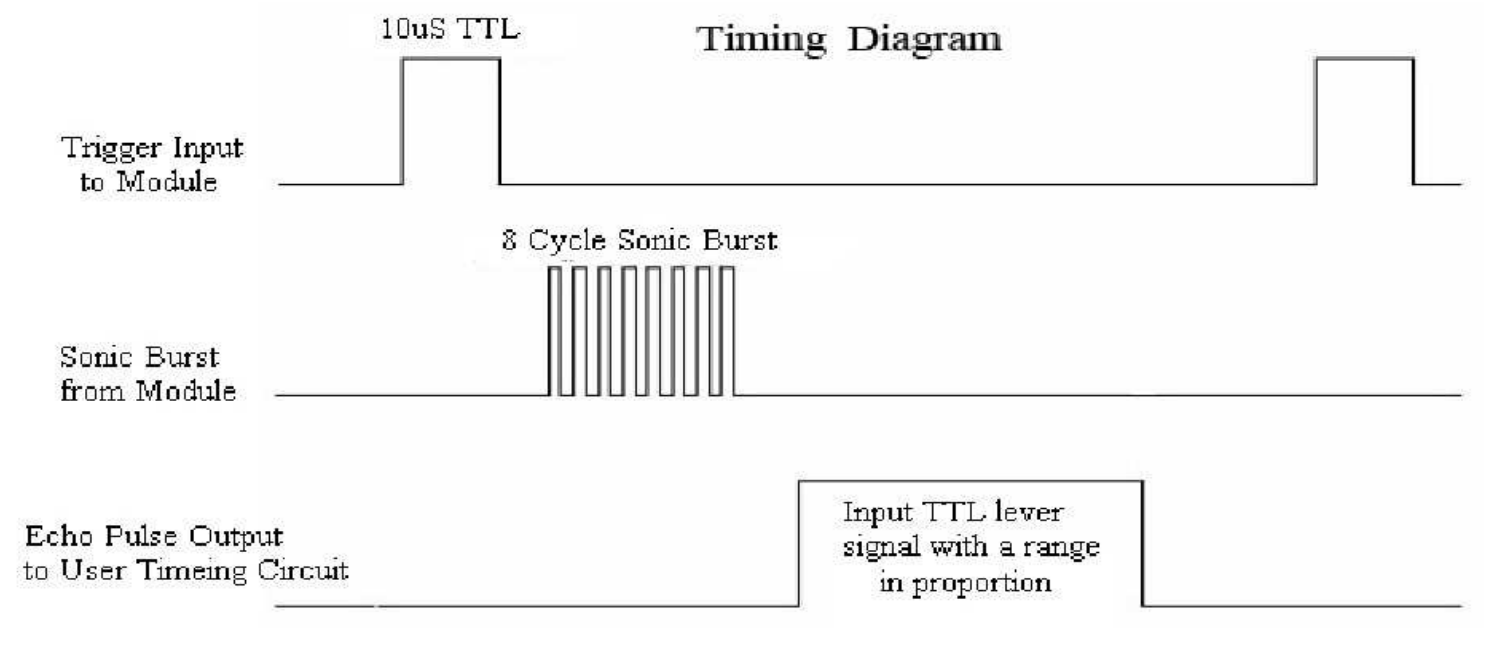 10uS TTL
Timing Diagram
Trigger Input
to Module
8 Cycle Sonic Burst
Sonic Burst
from Module
Echo Pulse Output
to User Timeing Circuit
Input TTL lever
signal with a range
in proportion